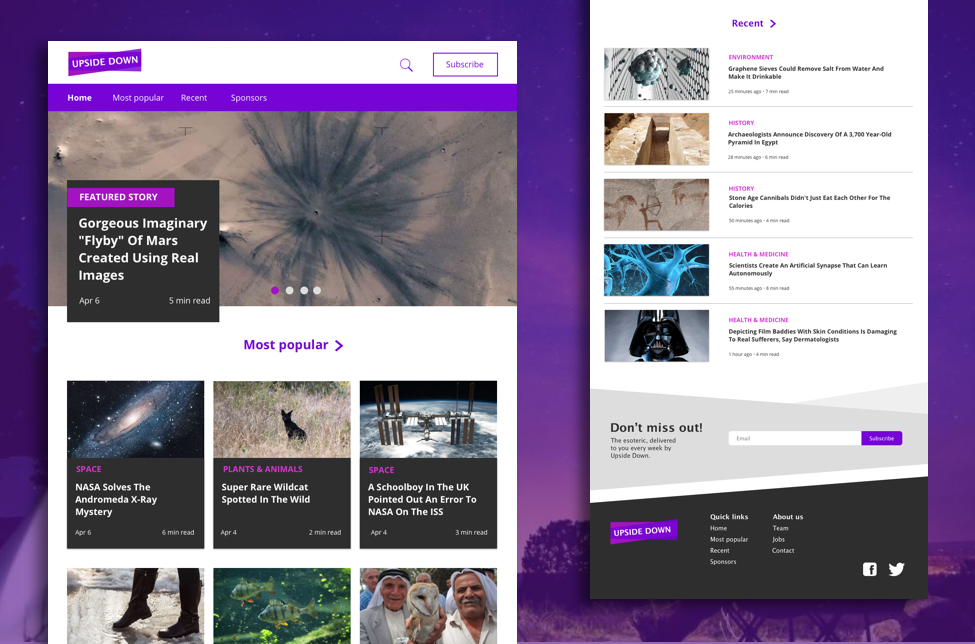 UPSIDE DOWN
Subscribe
Home
Most popular
Recent
Sponsors
FEATURED STORY
Gorgeous Imaginary
"Flyby" Of Mars
Created Using Real
Images
Apr 6
5 min read
Most popular
SPACE
NASA Solves The
Andromeda X-Ray
Mystery
Apr 6
6 min read
PLANTS & ANIMALS
Super Rare Wildcat
Spotted In The Wild
Apr 4
2 min read
SPACE
A Schoolboy In The UK
Pointed Out An Error To
NASA On The ISS
Apr 4
3 min read
Recent
ENVIRONMENT
Graphene Sieves Could Remove Salt From Water And
Make It Drinkable
25 minutes ago - 7 min read
HISTORY
Archaeologists Announce Discovery Of A 3,700 Year-Old
Pyramid In Egypt
28 minutes ago - 6 min read
HISTORY
Stone Age Cannibals Didn't Just Eat Each Other For The
Calories
50 minutes ago - 4 min read
HEALTH & MEDICINE
Scientists Create An Artificial Synapse That Can Learn
Autonomously
55 minutes ago - 8 min read
HEALTH & MEDICINE
Depicting Film Baddies With Skin Conditions Is Damaging
To Real Sufferers, Say Dermatologists
1 hour ago - 4 min read
Don't miss out!
The esoteric, delivered
to you every week by
Upside Down.
Email
Subscribe
UPSIDE DOWN
Quick links
Home
Most popular
Recent
Sponsors
About us
Team
Jobs
Contact